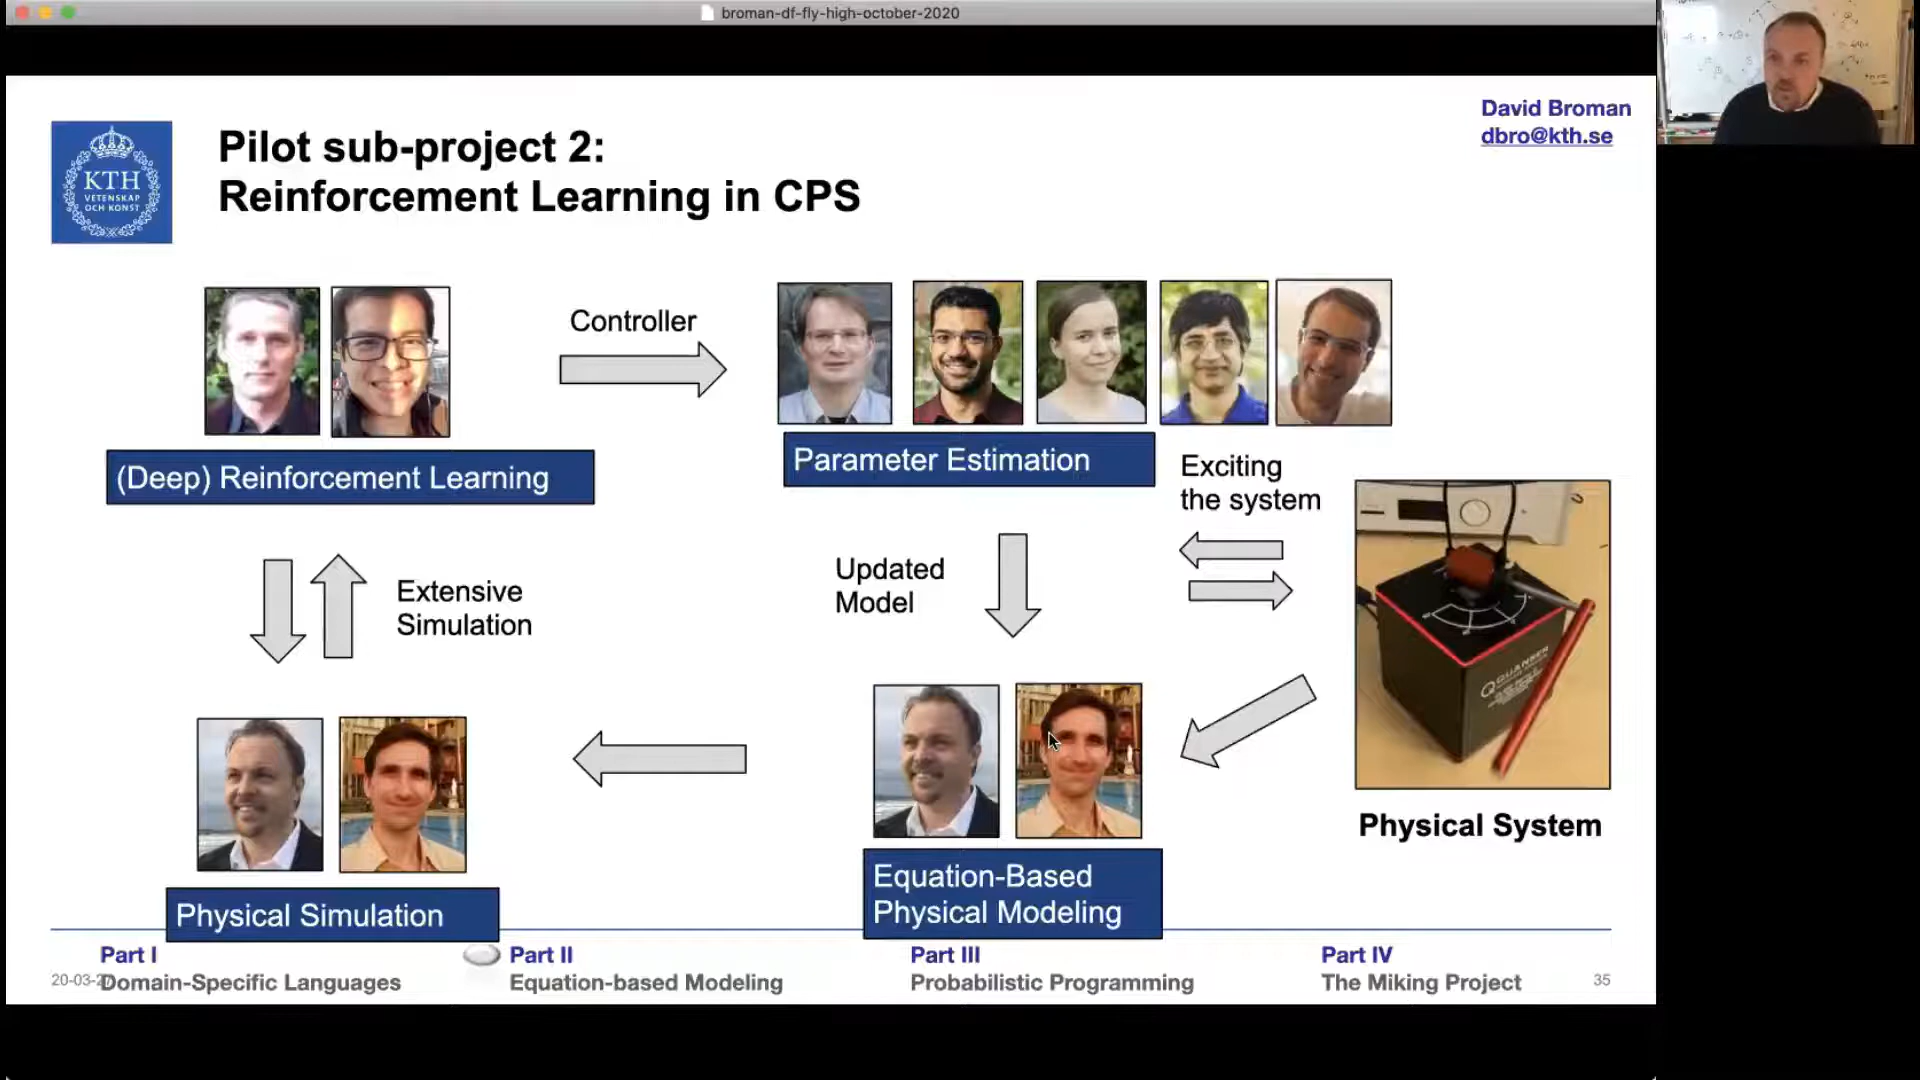 broman-df-fly-high-october-2020
David Broman
dbro@kth.se
KTH
VETENSKAP
OCH KONST
Pilot sub-project 2:
Reinforcement Learning in CPS
Controller
(Deep) Reinforcement Learning
Parameter Estimation
Exciting
the system
Extensive
Simulation
Updated
Model
QUANSER
Physical System
Physical Simulation
Equation-Based
Physical Modeling
Part I
Domain-Specific Languages
Part II
Equation-based Modeling
Part III
Probabilistic Programming
Part IV
The Miking Project
35